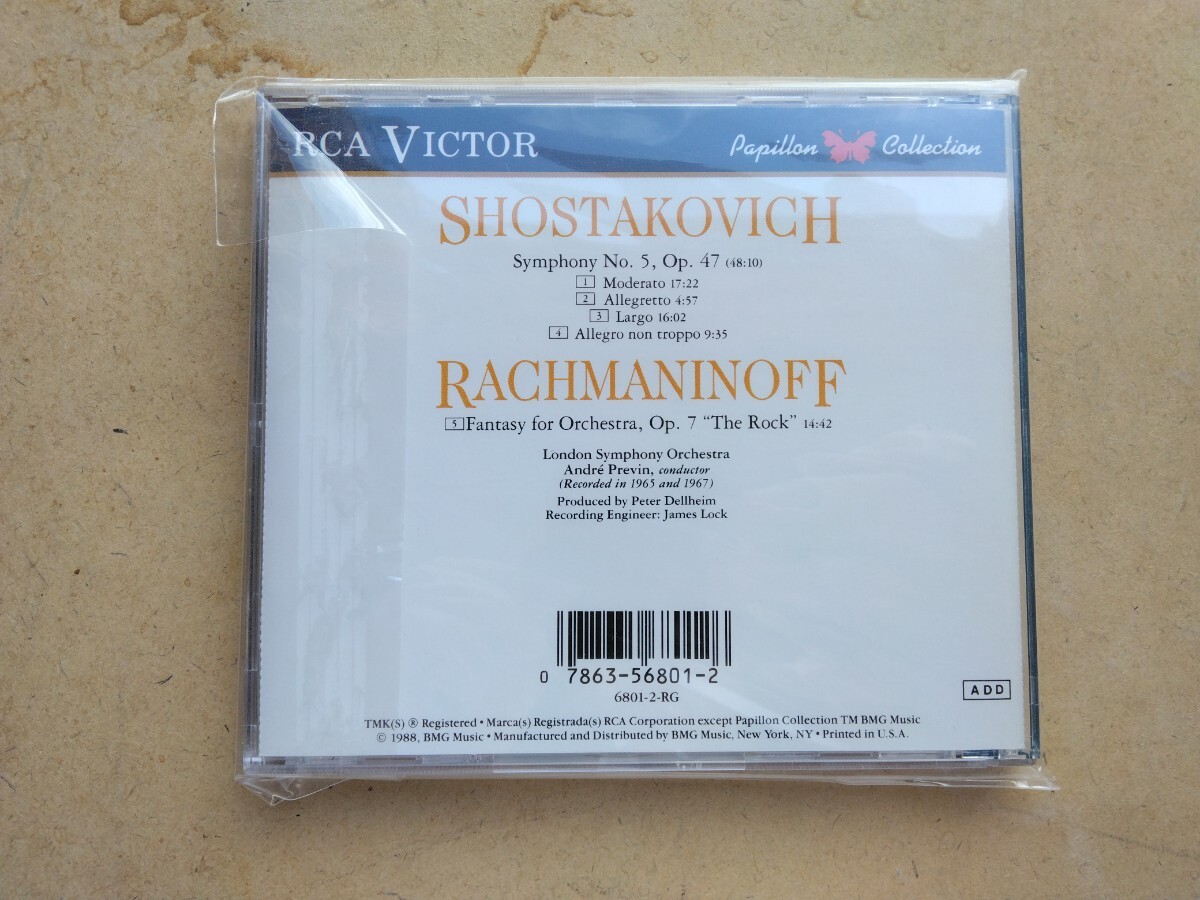 RCA VICTOR
Papillon Collection
SHOSTAKOVICH
Symphony No. 5, Op. 47 (48:10)
1 Moderato 17:22
2 Allegretto 4:57
3 Largo 16:02
4 Allegro non troppo 9:35
RACHMANINOFF
5 Fantasy for Orchestra, Op. 7 “The Rock” 14:42
London Symphony Orchestra
André Previn, conductor
(Recorded in 1965 and 1967)
Produced by Peter Dellheim
Recording Engineer: James Lock
0 7863-56801-2
6801-2-RG
ADD
TMK(S) ® Registered • Marca(s) Registrada(s) RCA Corporation except Papillon Collection TM BMG Music
© 1988, BMG Music • Manufactured and Distributed by BMG Music, New York, NY • Printed in U.S.A.